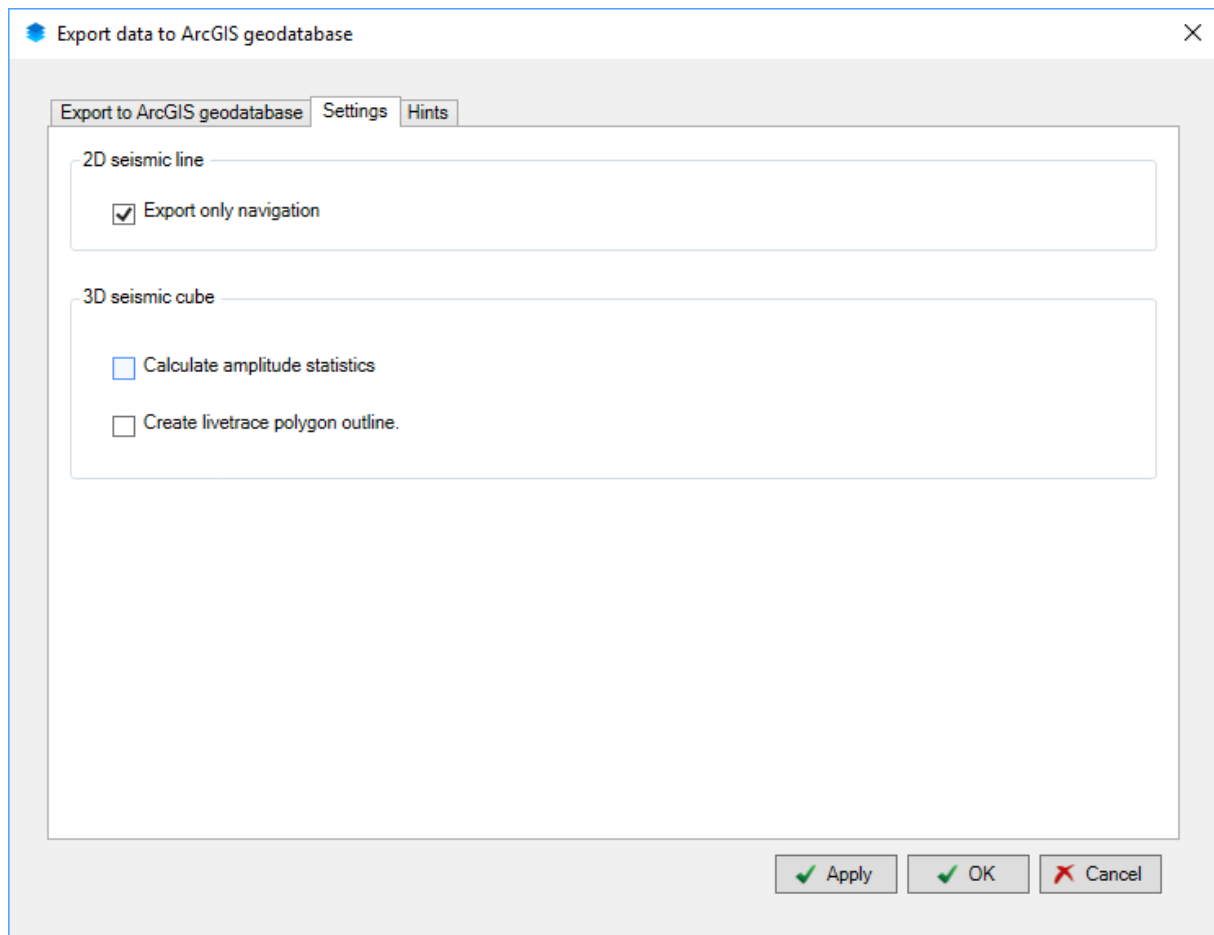 Export data to ArcGIS geodatabase
Export to ArcGIS geodatabase Settings Hints
2D seismic line
Export only navigation
3D seismic cube
Calculate amplitude statistics
Create livetrace polygon outline.
Apply OK Cancel